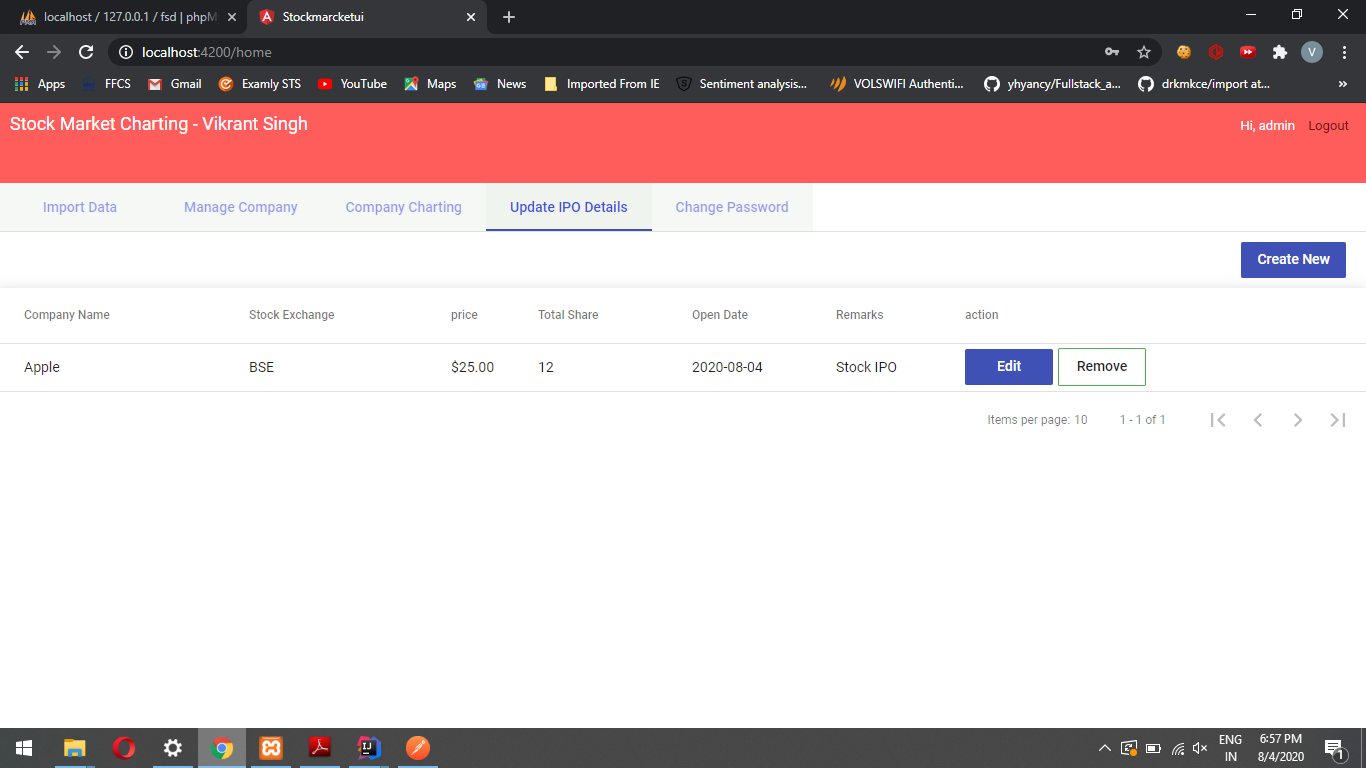 localhost / 127.0.0.1 / fsd | phpM
Stockmarcketui
localhost:4200/home
V
Apps FFCS Gmail Examly STS YouTube Maps News Imported From IE Sentiment analysis... VOLSWIFI Authenti... yhyancy/Fullstack_a... drkmkce/import at... »
Stock Market Charting - Vikrant Singh
Hi, admin Logout
Import Data Manage Company Company Charting Update IPO Details Change Password
Create New
Company Name Stock Exchange price Total Share Open Date Remarks action
Apple BSE $25.00 12 2020-08-04 Stock IPO Edit Remove
Items per page: 10 1 - 1 of 1
ENG 6:57 PM
IN 8/4/2020 1